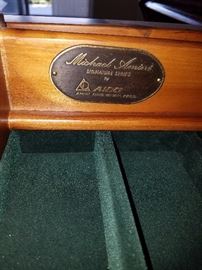 Michael Amini
SIGNATURE SERIES
by
AICO